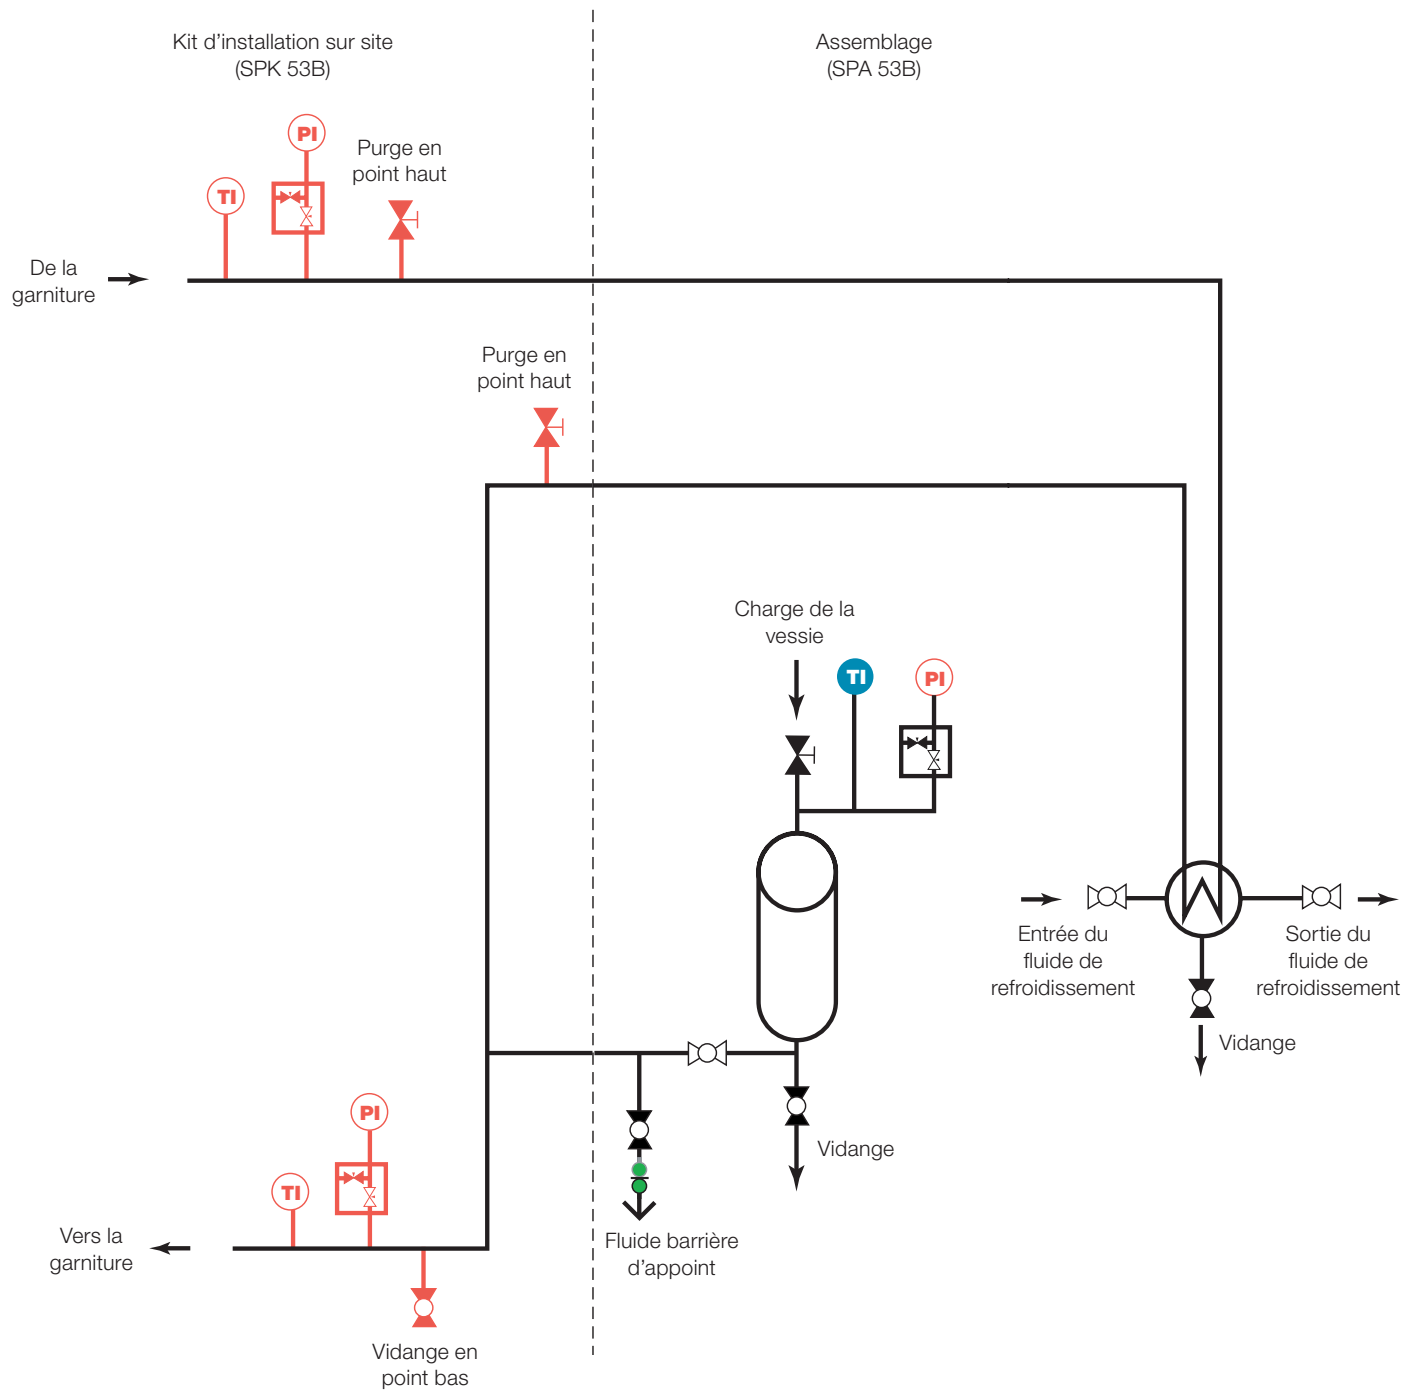 Kit d’installation sur site
(SPK 53B)
Assemblage
(SPA 53B)
PI
Purge en
point haut
TI
De la
garniture
Purge en
point haut
Charge de la
vessie
TI
PI
Entrée du
fluide de
refroidissement
Sortie du
fluide de
refroidissement
Vidange
PI
Vidange
TI
Vers la
garniture
Fluide barrière
d’appoint
Vidange en
point bas